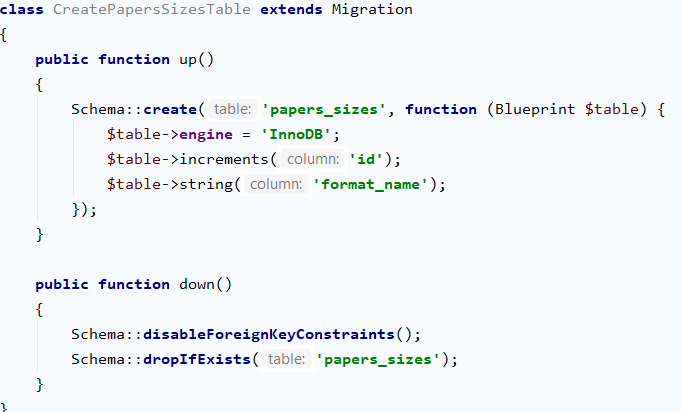 class CreatePapersSizesTable extends Migration
{
    public function up()
    {
        Schema::create( table: 'papers_sizes', function (Blueprint $table) {
            $table->engine = 'InnoDB';
            $table->increments( column: 'id');
            $table->string( column: 'format_name');
        });
    }

    public function down()
    {
        Schema::disableForeignKeyConstraints();
        Schema::dropIfExists( table: 'papers_sizes');
    }
}